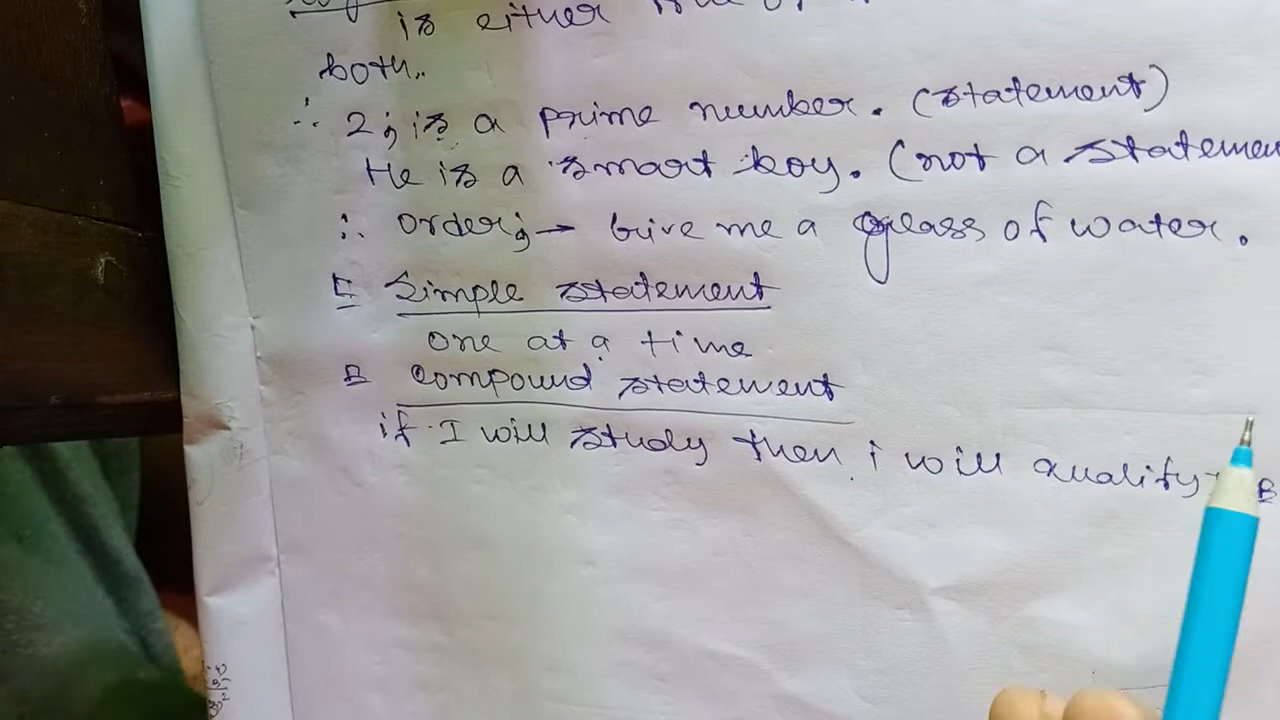 is either
both..
∴ 2; is a prime number. (statement)
He is a smart boy. (not a statemen
∴ order; → Give me a glass of water.
Simple statement
one at a time
compound statement
if I will study then i will qualify